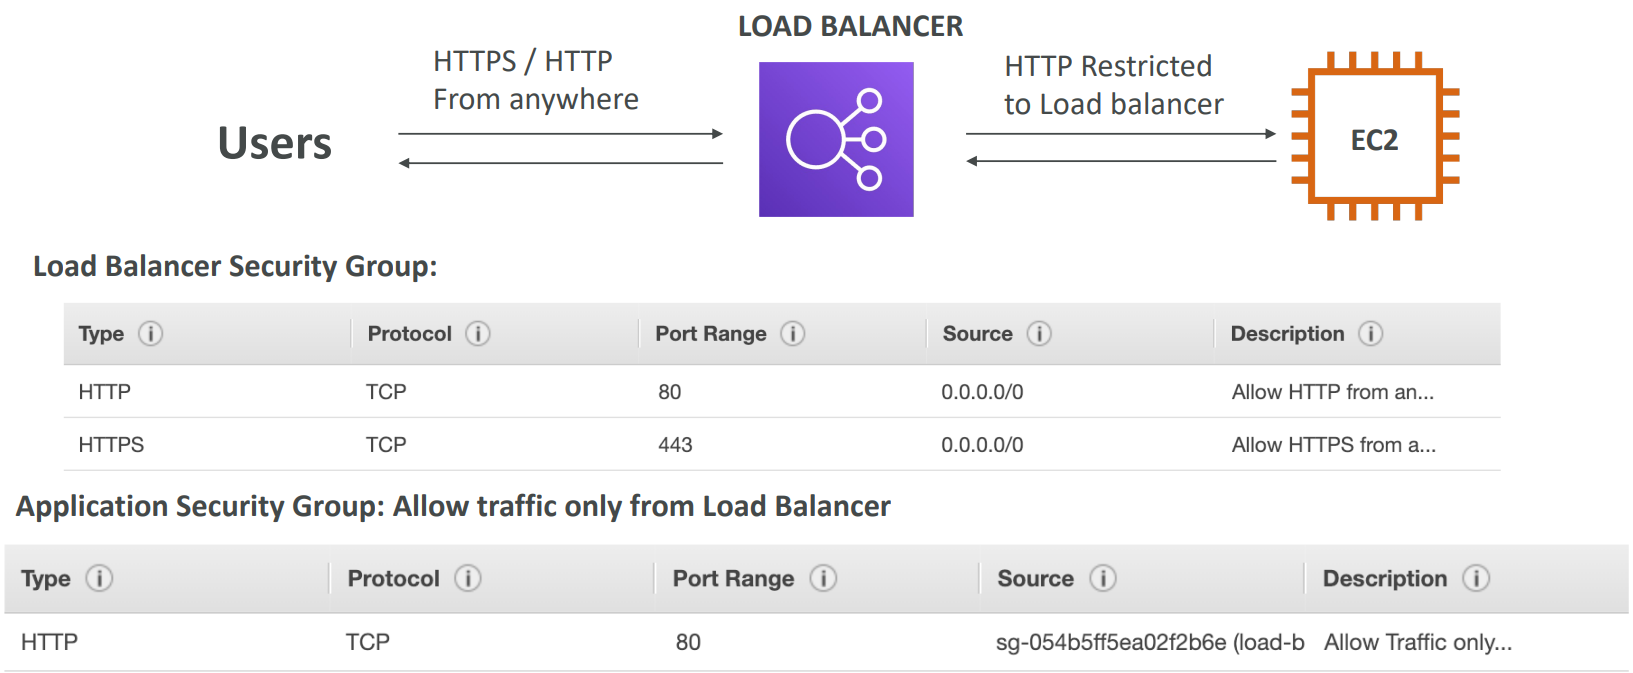 LOAD BALANCER
HTTPS / HTTP
From anywhere
HTTP Restricted
to Load balancer
Users
EC2
Load Balancer Security Group:
Type Protocol Port Range Source Description
HTTP TCP 80 0.0.0.0/0 Allow HTTP from an...
HTTPS TCP 443 0.0.0.0/0 Allow HTTPS from a...
Application Security Group: Allow traffic only from Load Balancer
Type Protocol Port Range Source Description
HTTP TCP 80 sg-054b5ff5ea02f2b6e (load-b Allow Traffic only...